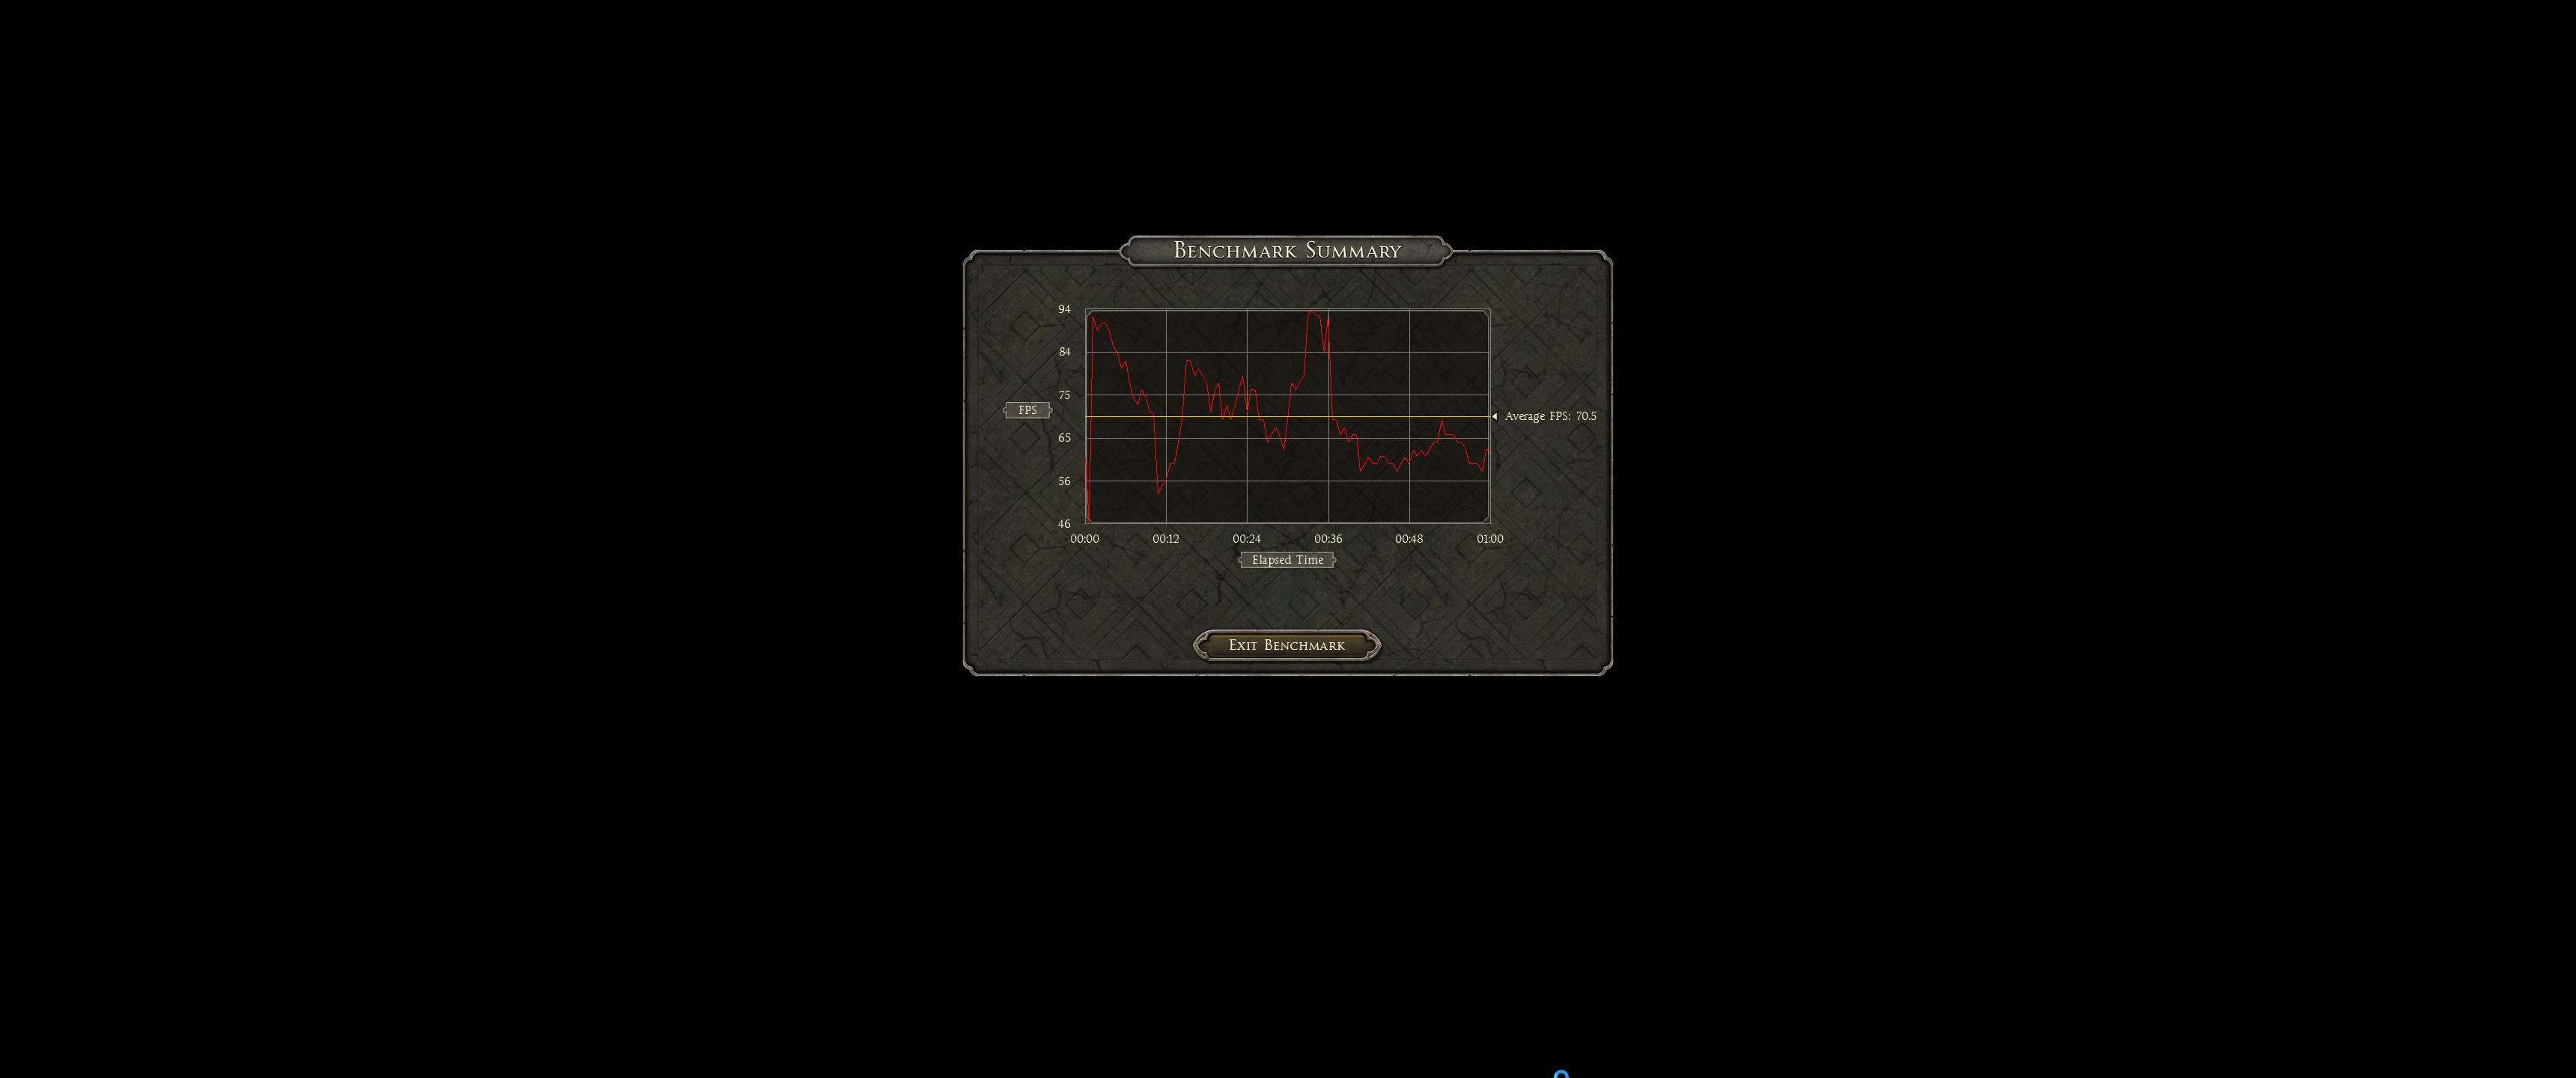 Benchmark Summary
94
84
75
65
56
46
FPS
Average FPS: 70.5
00:00 00:12 00:24 00:36 00:48 01:00
Elapsed Time
Exit Benchmark